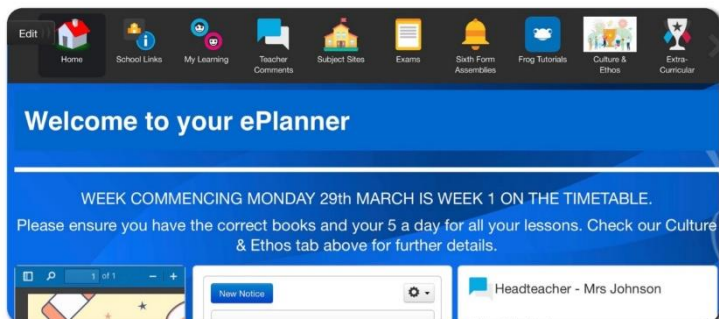 Edit
Home
School Links
My Learning
Teacher
Comments
Subject Sites
Exams
Sixth Form
Assemblies
Frog Tutorials
Culture &
Ethos
Extra-
Curricular
Welcome to your ePlanner
WEEK COMMENCING MONDAY 29th MARCH IS WEEK 1 ON THE TIMETABLE.
Please ensure you have the correct books and your 5 a day for all your lessons. Check our Culture
& Ethos tab above for further details.
1 of 1
New Notice
Headteacher - Mrs Johnson